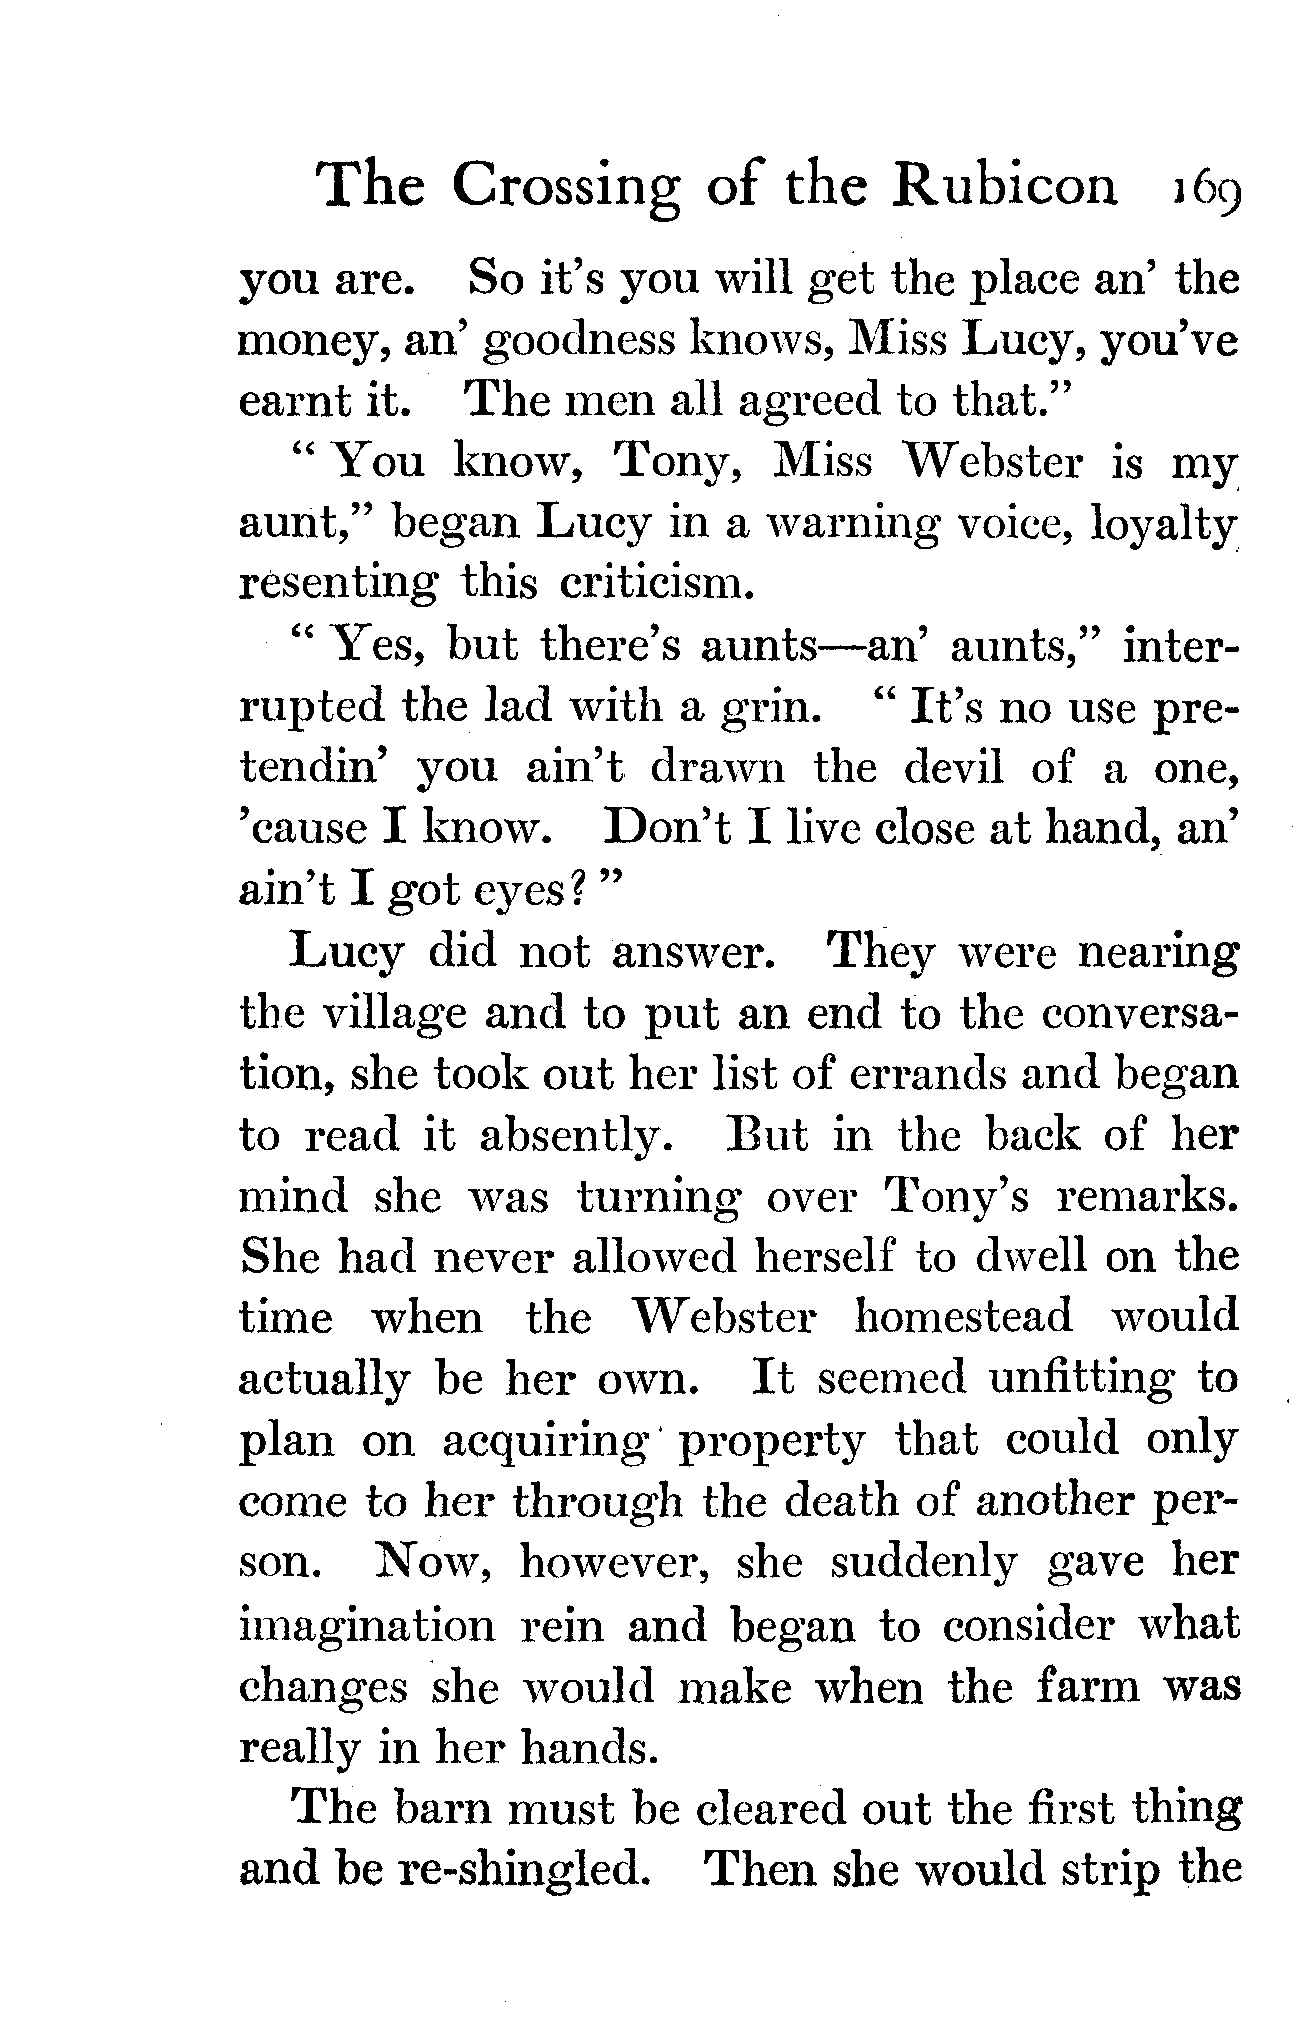 The Crossing of the Rubicon 169
you are. So it's you will get the place an' the
money, an' goodness knows, Miss Lucy, you've
earnt it. The men all agreed to that."
" You know, Tony, Miss Webster is my
aunt," began Lucy in a warning voice, loyalty
resenting this criticism.
" Yes, but there's aunts—an' aunts," inter-
rupted the lad with a grin. " It's no use pre-
tendin' you ain't drawn the devil of a one,
'cause I know. Don't I live close at hand, an'
ain't I got eyes? "
Lucy did not answer. They were nearing
the village and to put an end to the conversa-
tion, she took out her list of errands and began
to read it absently. But in the back of her
mind she was turning over Tony's remarks.
She had never allowed herself to dwell on the
time when the Webster homestead would
actually be her own. It seemed unfitting to
plan on acquiring property that could only
come to her through the death of another per-
son. Now, however, she suddenly gave her
imagination rein and began to consider what
changes she would make when the farm was
really in her hands.
The barn must be cleared out the first thing
and be re-shingled. Then she would strip the